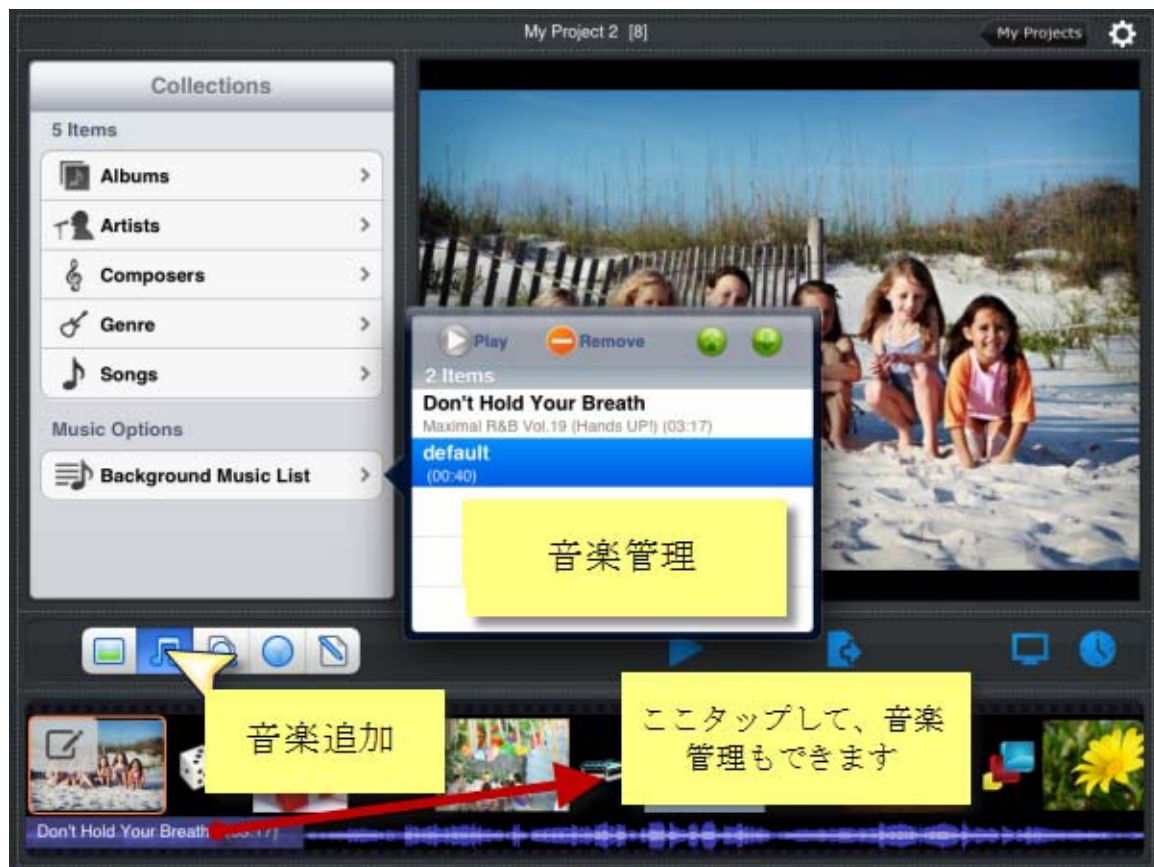 My Project 2 [8]
My Projects
Collections
5 Items
Albums
Artists
Composers
Genre
Songs
Music Options
Background Music List
Play
Remove
2 Items
Don't Hold Your Breath
Maximal R&B Vol.19 (Hands UP!) (03:17)
default
(00:40)
音楽管理
音楽追加
ここタップして、音楽
管理もできます
Don't Hold Your Breath (03:17)